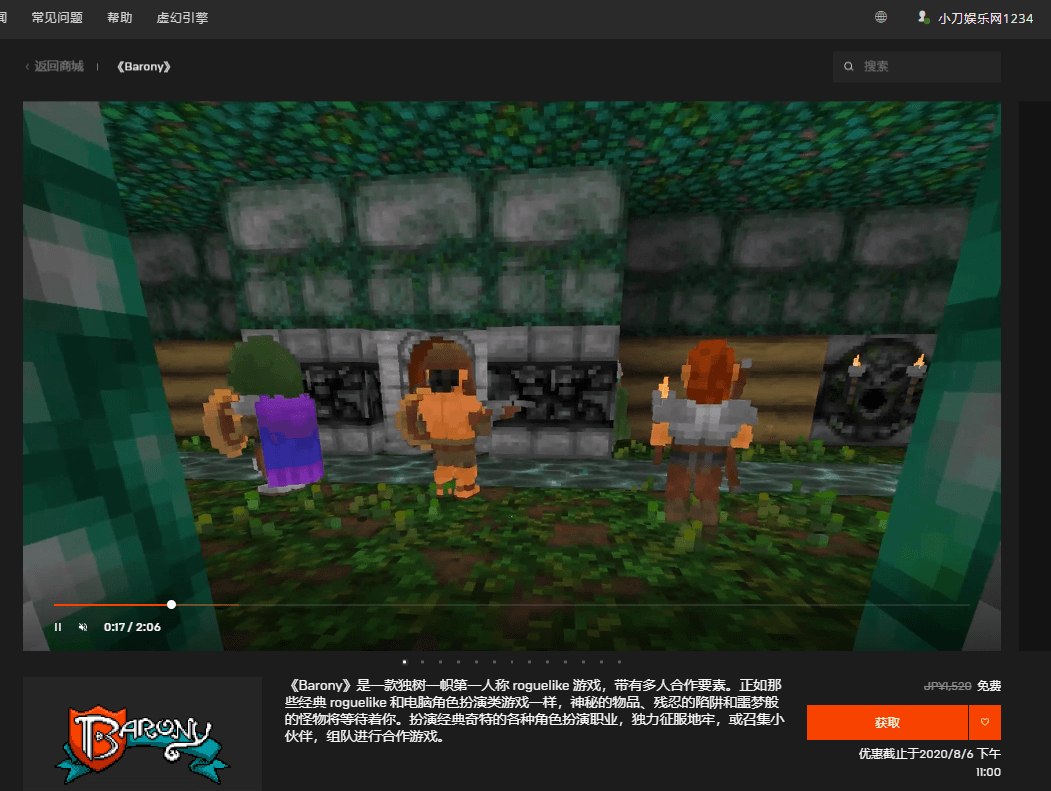 闻 常见问题 帮助 虚幻引擎 小刀娱乐网1234
返回商城 《Barony》 搜索
0:17 / 2:06
《Barony》是一款独树一帜第一人称 roguelike 游戏，带有多人合作要素。正如那
些经典 roguelike 和电脑角色扮演类游戏一样，神秘的物品、残忍的陷阱和噩梦般
的怪物将等待着你。扮演经典奇特的各种角色扮演职业，独力征服地牢，或召集小
伙伴，组队进行合作游戏。
JP¥1,520 免费
获取
优惠截止于2020/8/6 下午
11:00
BARONY